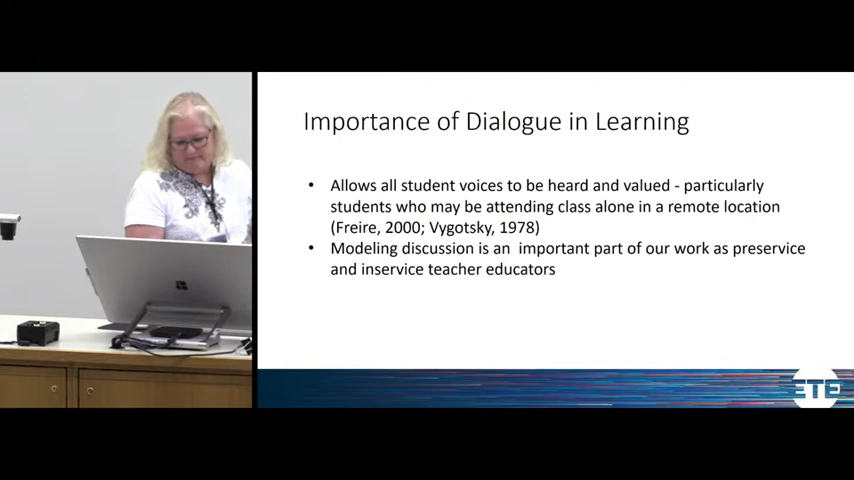 Importance of Dialogue in Learning
• Allows all student voices to be heard and valued - particularly
students who may be attending class alone in a remote location
(Freire, 2000; Vygotsky, 1978)
• Modeling discussion is an important part of our work as preservice
and inservice teacher educators
ETE